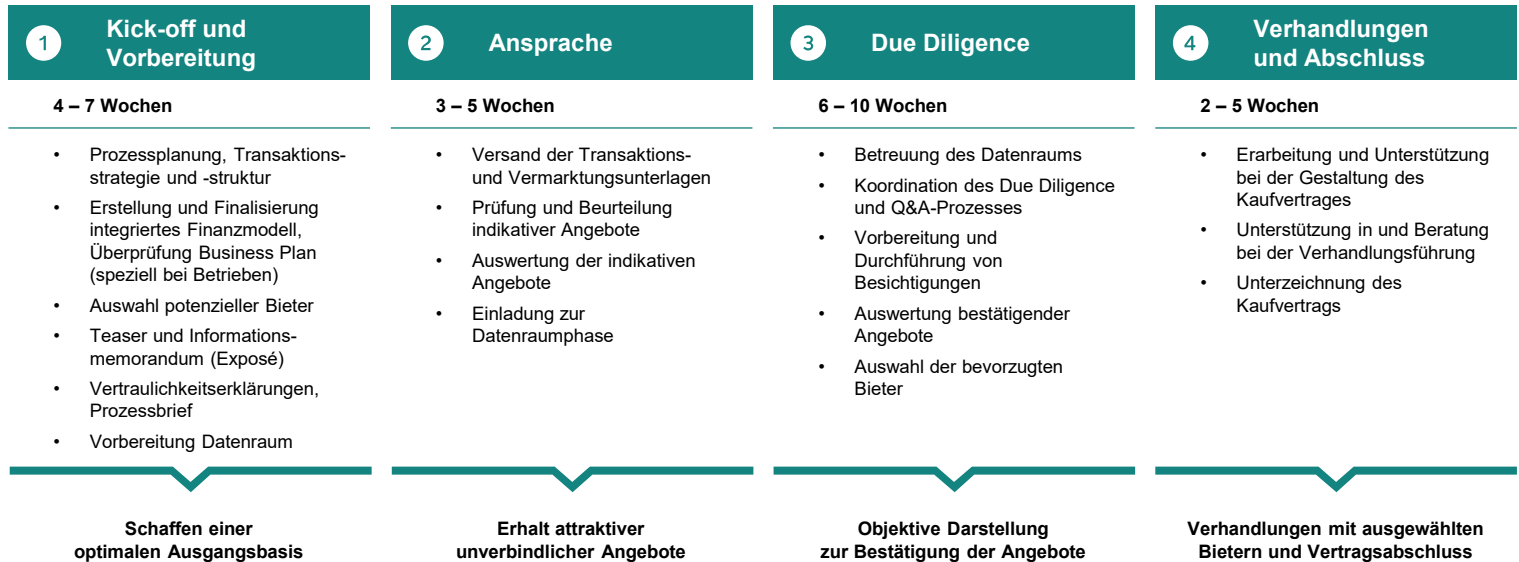 1
Kick-off und
Vorbereitung
4 – 7 Wochen
• Prozessplanung, Transaktions-
strategie und -struktur
• Erstellung und Finalisierung
integriertes Finanzmodell,
Überprüfung Business Plan
(speziell bei Betrieben)
• Auswahl potenzieller Bieter
• Teaser und Informations-
memorandum (Exposé)
• Vertraulichkeitserklärungen,
Prozessbrief
• Vorbereitung Datenraum
Schaffen einer
optimalen Ausgangsbasis
2
Ansprache
3 – 5 Wochen
• Versand der Transaktions-
und Vermarktungsunterlagen
• Prüfung und Beurteilung
indikativer Angebote
• Auswertung der indikativen
Angebote
• Einladung zur
Datenraumphase
Erhalt attraktiver
unverbindlicher Angebote
3
Due Diligence
6 – 10 Wochen
• Betreuung des Datenraums
• Koordination des Due Diligence
und Q&A-Prozesses
• Vorbereitung und
Durchführung von
Besichtigungen
• Auswertung bestätigender
Angebote
• Auswahl der bevorzugten
Bieter
Objektive Darstellung
zur Bestätigung der Angebote
4
Verhandlungen
und Abschluss
2 – 5 Wochen
• Erarbeitung und Unterstützung
bei der Gestaltung des
Kaufvertrages
• Unterstützung in und Beratung
bei der Verhandlungsführung
• Unterzeichnung des
Kaufvertrags
Verhandlungen mit ausgewählten
Bietern und Vertragsabschluss